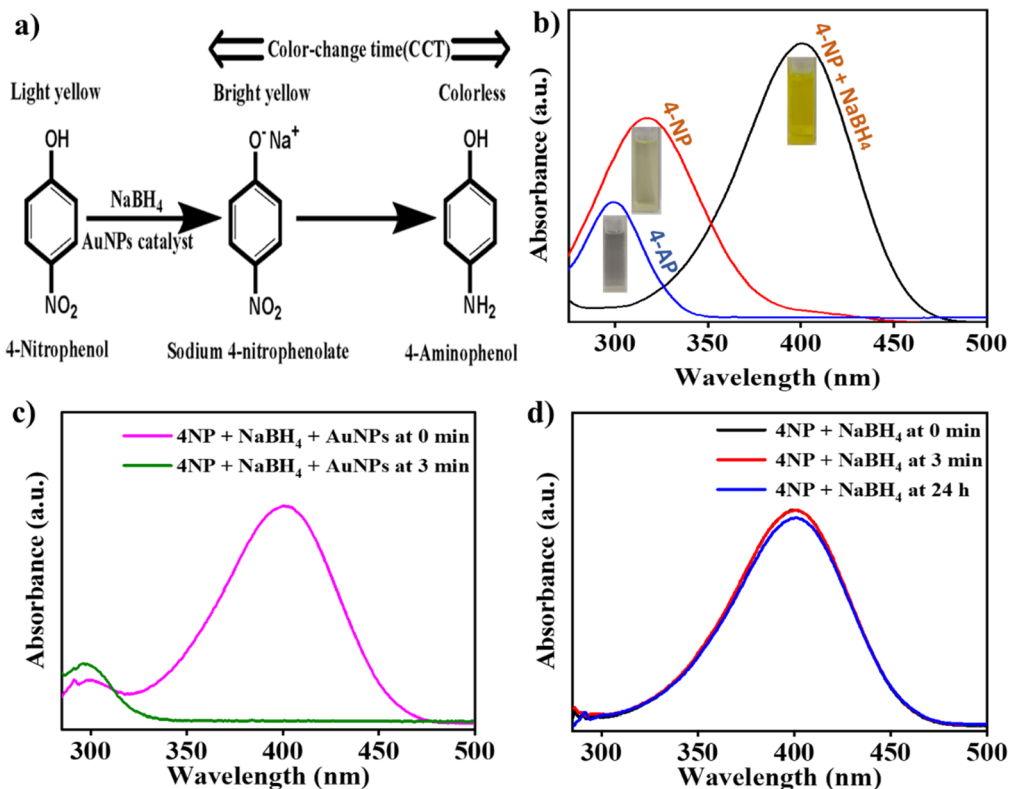 a)
Color-change time(CCT)
Light yellow
Bright yellow
Colorless
OH
O⁻Na⁺
OH
NaBH₄
AuNPs catalyst
NO₂
NO₂
NH₂
4-Nitrophenol
Sodium 4-nitrophenolate
4-Aminophenol
b)
4-NP + NaBH₄
4-NP
4-AP
Absorbance (a.u.)
300 350 400 450 500
Wavelength (nm)
c)
4NP + NaBH₄ + AuNPs at 0 min
4NP + NaBH₄ + AuNPs at 3 min
Absorbance (a.u.)
300 350 400 450 500
Wavelength (nm)
d)
4NP + NaBH₄ at 0 min
4NP + NaBH₄ at 3 min
4NP + NaBH₄ at 24 h
Absorbance (a.u.)
300 350 400 450 500
Wavelength (nm)